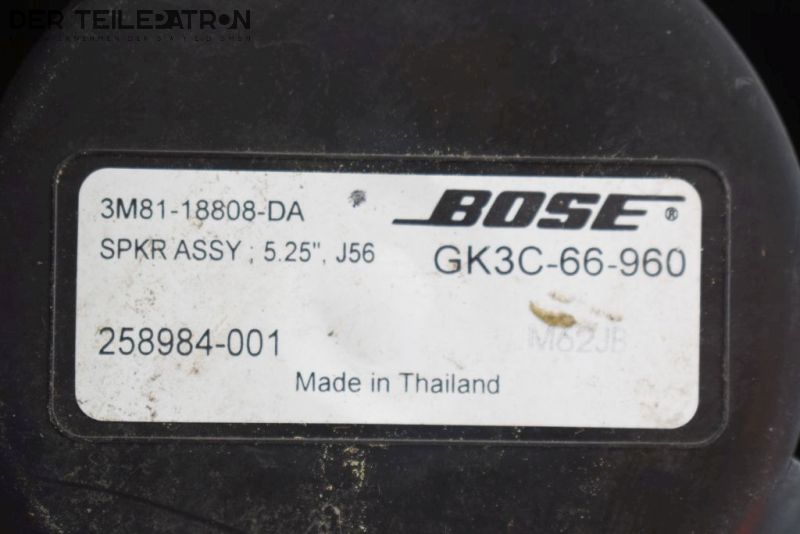 DER TEILEPATRON
3M81-18808-DA
BOSE®
SPKR ASSY ; 5.25", J56
GK3C-66-960
258984-001
M62JB
Made in Thailand